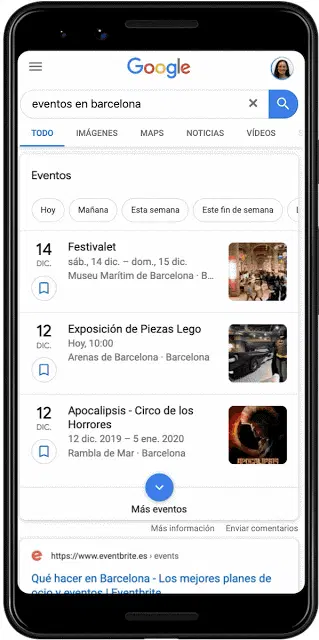 Google
eventos en barcelona
TODO IMÁGENES MAPS NOTICIAS VÍDEOS
Eventos
Hoy Mañana Esta semana Este fin de semana
14
DIC.
Festivalet
sáb., 14 dic. – dom., 15 dic.
Museu Marítim de Barcelona · B...
12
DIC.
Exposición de Piezas Lego
Hoy, 10:00
Arenas de Barcelona · Barcelona
12
DIC.
Apocalipsis - Circo de los
Horrores
12 dic. 2019 – 5 ene. 2020
Rambla de Mar · Barcelona
APOCALIPSIS
Más eventos
Más información Enviar comentarios
e https://www.eventbrite.es › events
Qué hacer en Barcelona - Los mejores planes de
ocio y eventos | Eventbrite